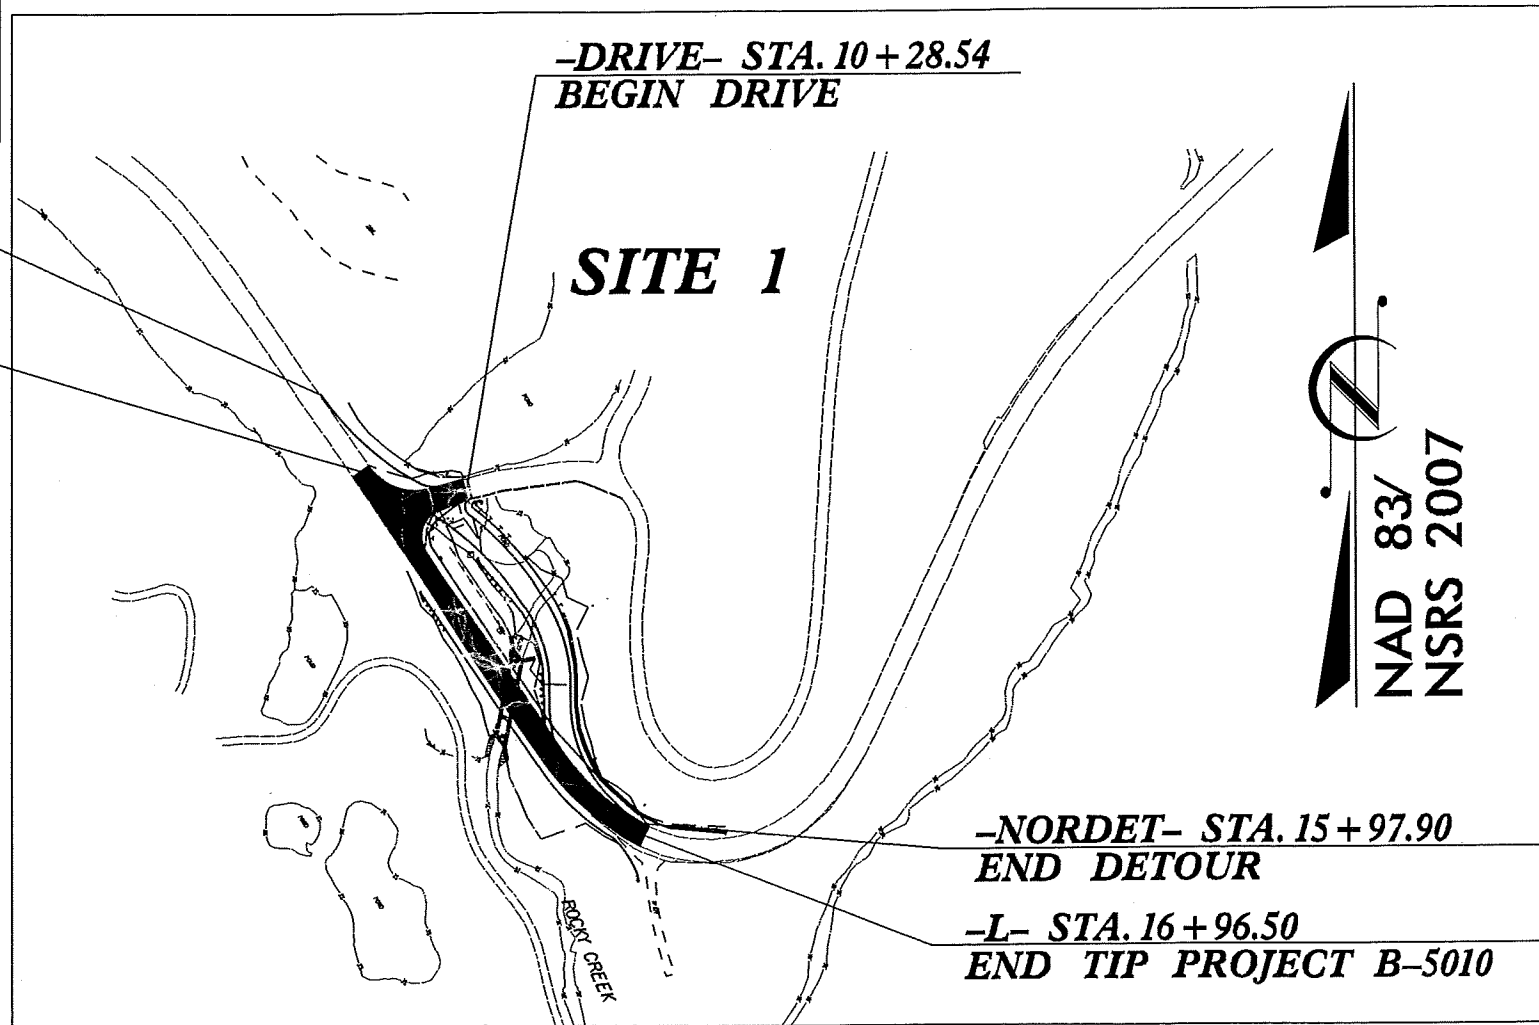 –DRIVE– STA. 10+28.54
BEGIN DRIVE
SITE 1
NAD 83/
NSRS 2007
–NORDET– STA. 15+97.90
END DETOUR
–L– STA. 16+96.50
END TIP PROJECT B–5010
ROCKY CREEK